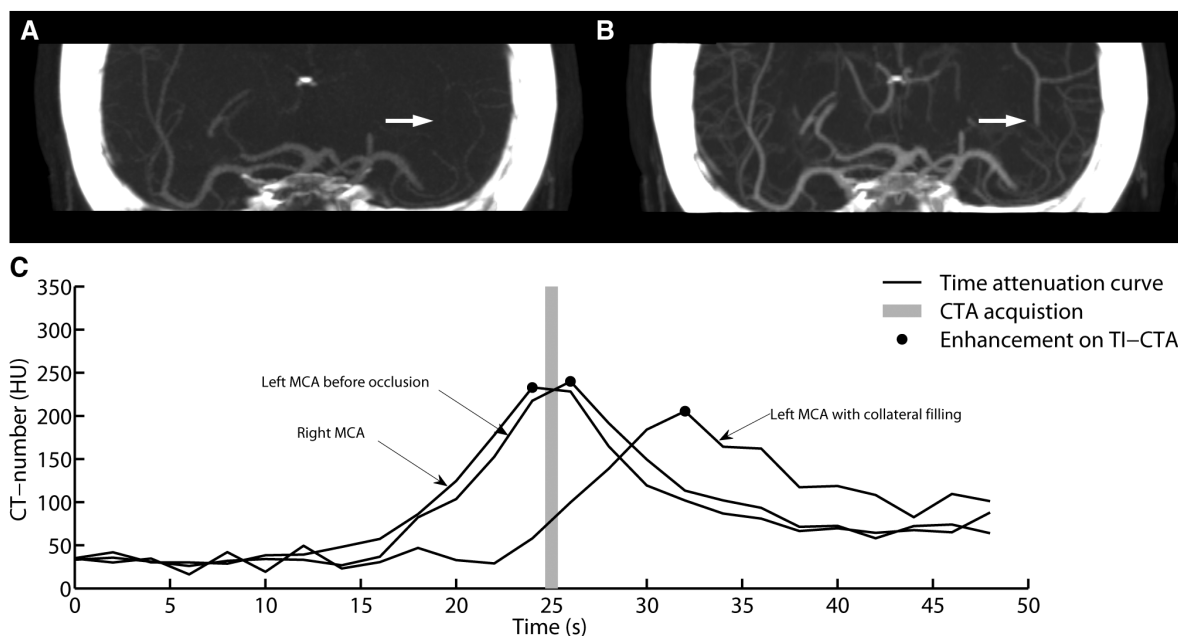 A
B
C
350
300
250
200
150
100
50
0
CT−number (HU)
Time attenuation curve
CTA acquistion
Enhancement on TI−CTA
Left MCA before occlusion
Right MCA
Left MCA with collateral filling
0 5 10 15 20 25 30 35 40 45 50
Time (s)